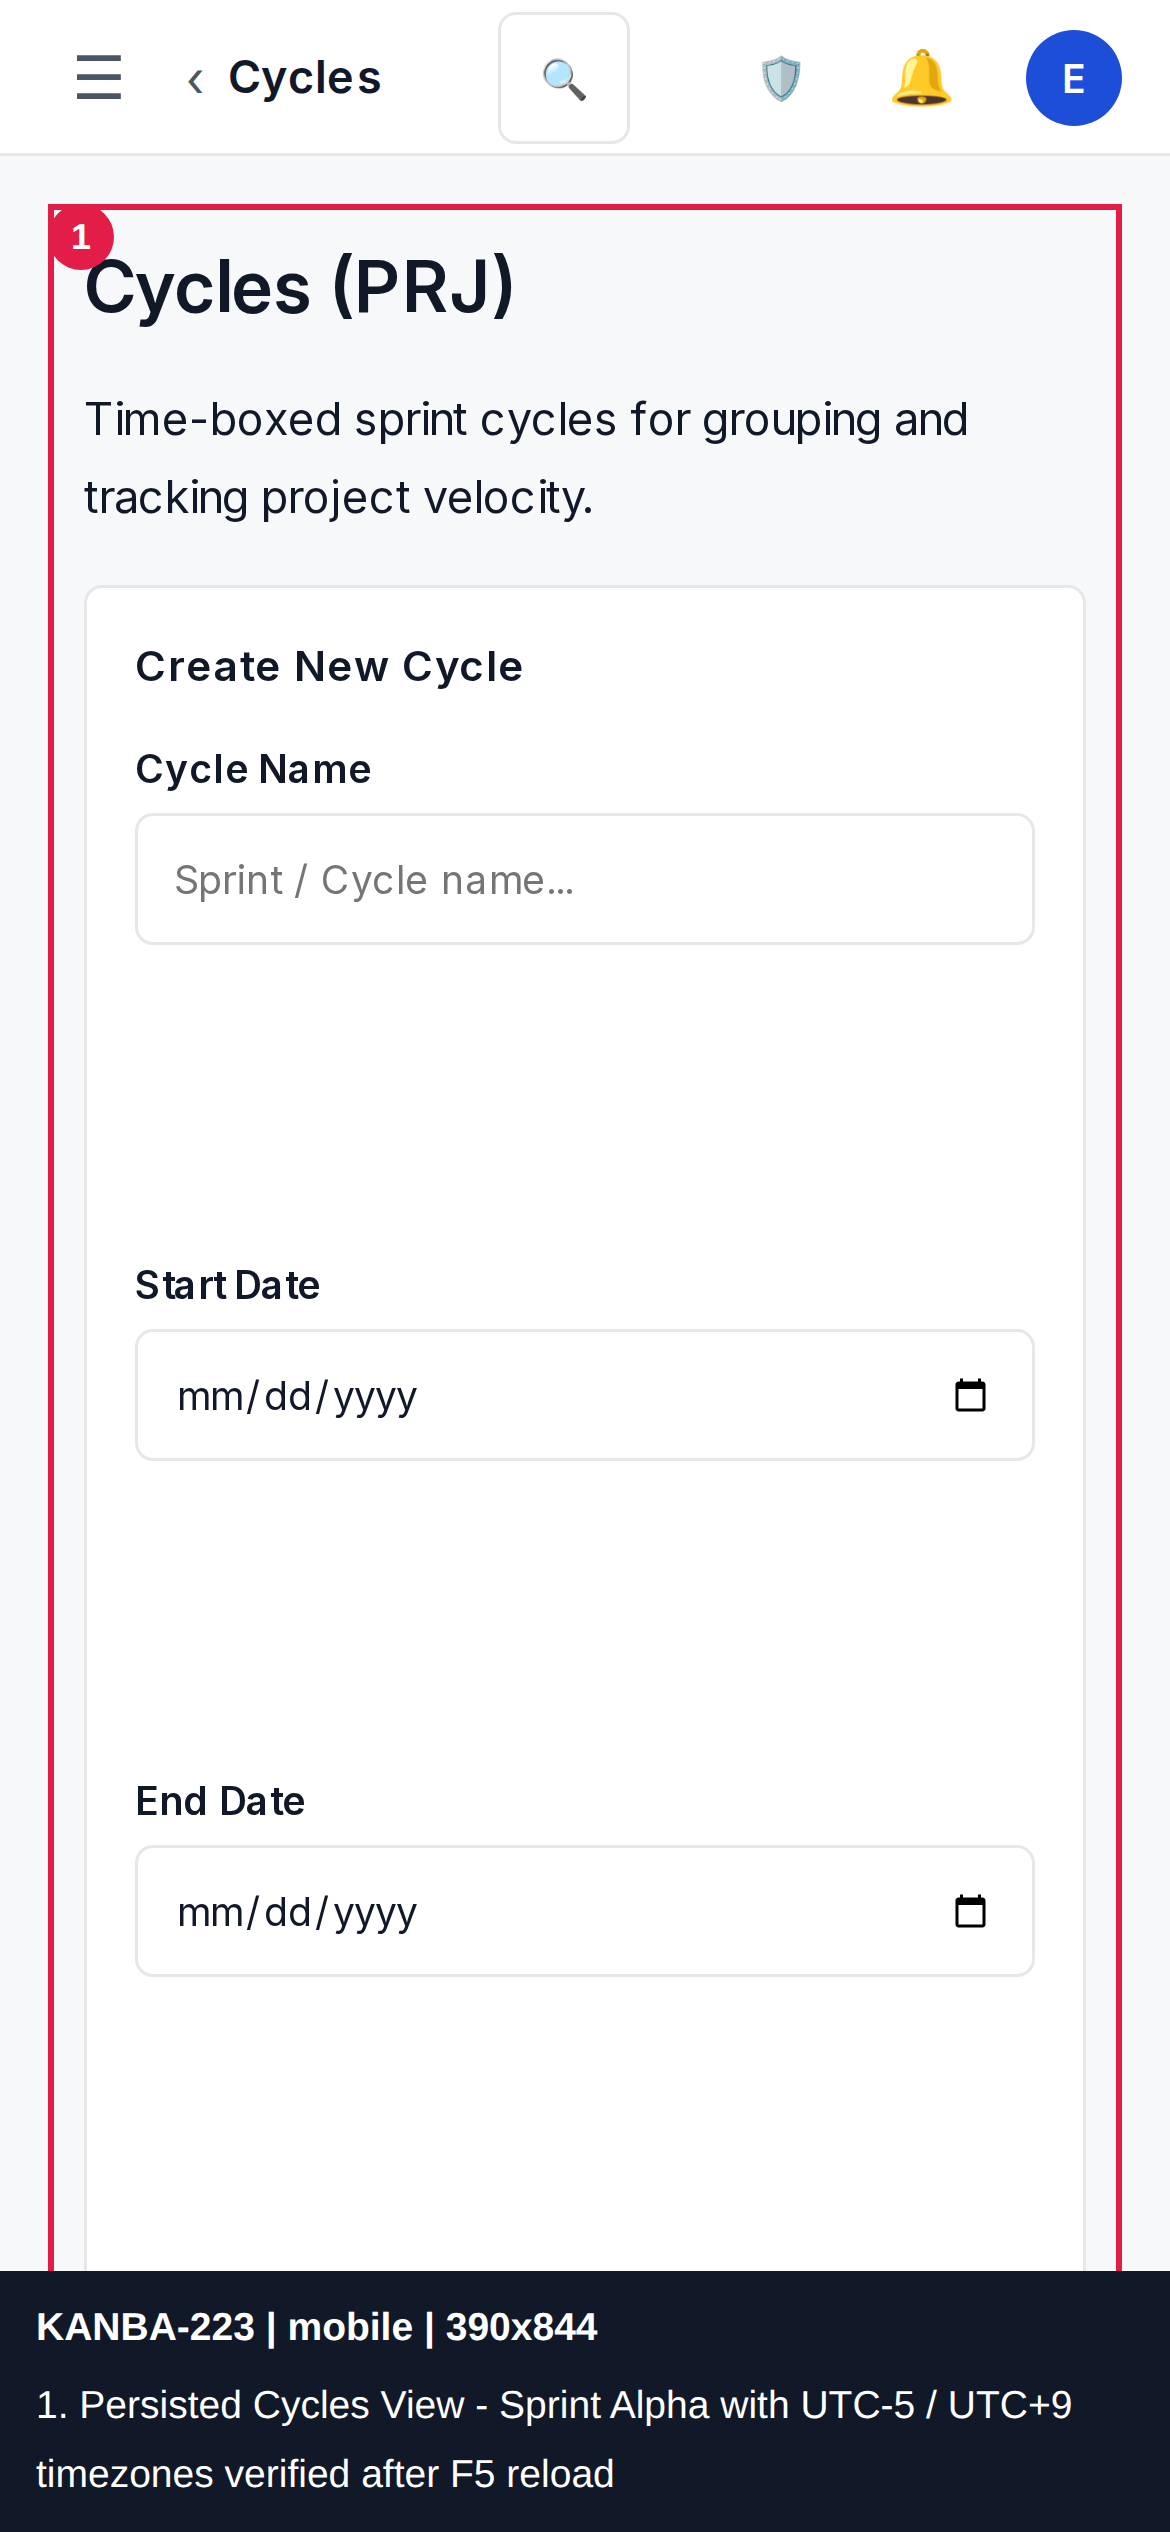 ‹ Cycles
E
1
Cycles (PRJ)
Time-boxed sprint cycles for grouping and
tracking project velocity.
Create New Cycle
Cycle Name
Sprint / Cycle name...
Start Date
mm/dd/yyyy
End Date
mm/dd/yyyy
KANBA-223 | mobile | 390x844
1. Persisted Cycles View - Sprint Alpha with UTC-5 / UTC+9
timezones verified after F5 reload